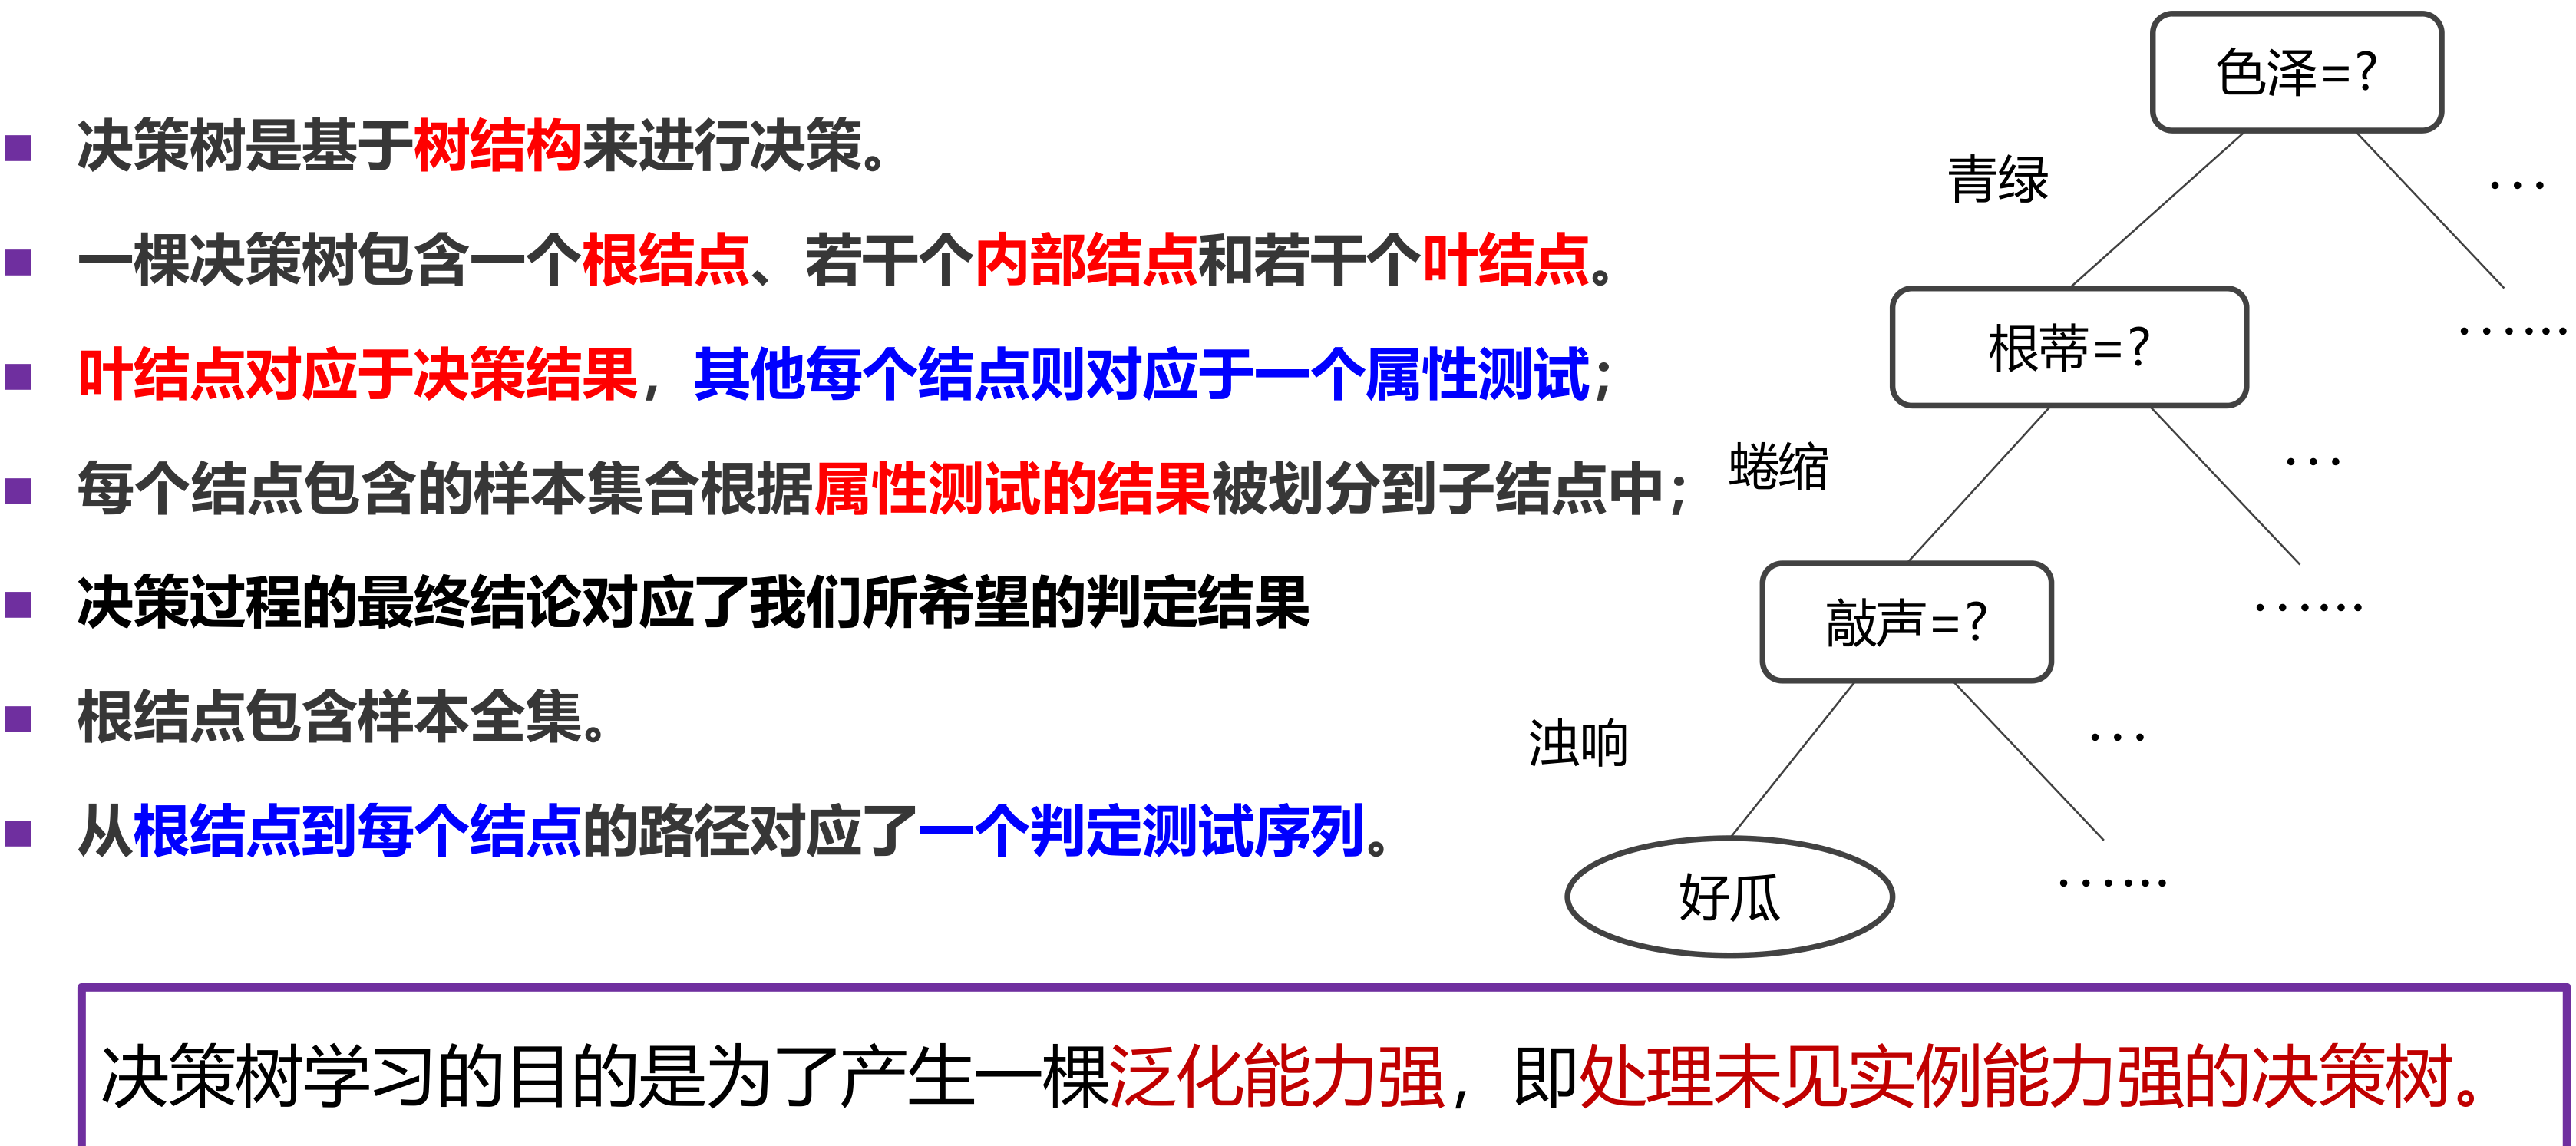 决策树是基于树结构来进行决策。
一棵决策树包含一个根结点、若干个内部结点和若干个叶结点。
叶结点对应于决策结果，其他每个结点则对应于一个属性测试；
每个结点包含的样本集合根据属性测试的结果被划分到子结点中；
决策过程的最终结论对应了我们所希望的判定结果
根结点包含样本全集。
从根结点到每个结点的路径对应了一个判定测试序列。
色泽=?
青绿
…
根蒂=?
……
蜷缩
…
敲声=?
……
浊响
…
好瓜
……
决策树学习的目的是为了产生一棵泛化能力强，即处理未见实例能力强的决策树。